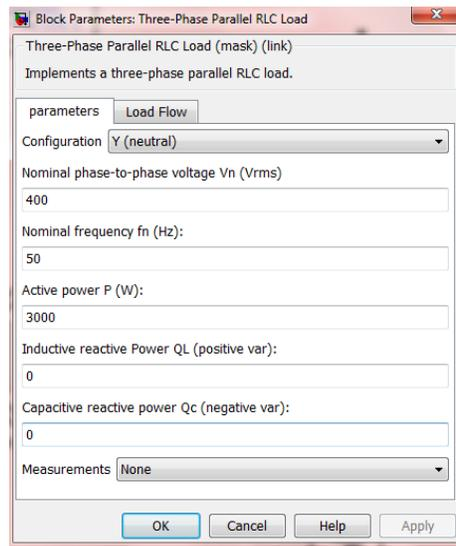 Block Parameters: Three-Phase Parallel RLC Load
Three-Phase Parallel RLC Load (mask) (link)
Implements a three-phase parallel RLC load.
parameters Load Flow
Configuration Y (neutral)
Nominal phase-to-phase voltage Vn (Vrms)
400
Nominal frequency fn (Hz):
50
Active power P (W):
3000
Inductive reactive Power QL (positive var):
0
Capacitive reactive power Qc (negative var):
0
Measurements None
OK Cancel Help Apply